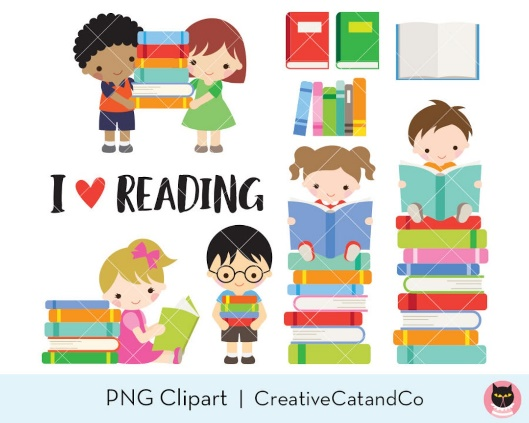 I ♥ READING
PNG Clipart | CreativeCatandCo